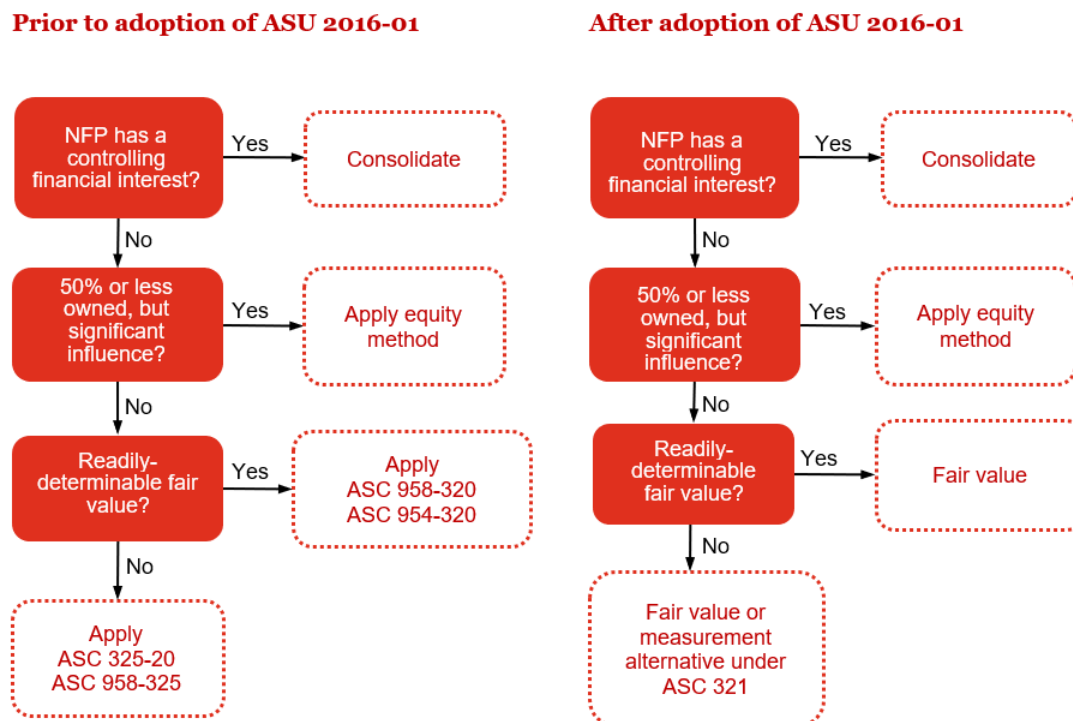 Prior to adoption of ASU 2016-01
NFP has a
controlling
financial interest?
Yes
Consolidate
No
50% or less
owned, but
significant
influence?
Yes
Apply equity
method
No
Readily-
determinable fair
value?
Yes
Apply
ASC 958-320
ASC 954-320
No
Apply
ASC 325-20
ASC 958-325
After adoption of ASU 2016-01
NFP has a
controlling
financial interest?
Yes
Consolidate
No
50% or less
owned, but
significant
influence?
Yes
Apply equity
method
No
Readily-
determinable
fair value?
Yes
Fair value
No
Fair value or
measurement
alternative under
ASC 321